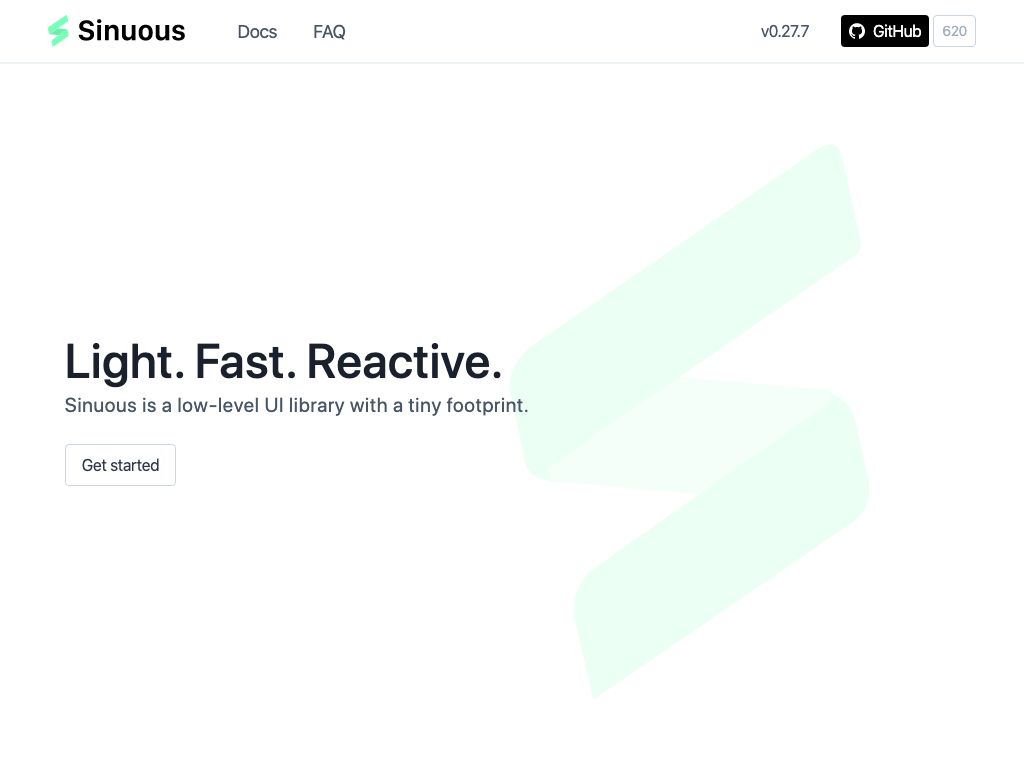 Sinuous Docs FAQ v0.27.7 GitHub 620
Light. Fast. Reactive.
Sinuous is a low-level UI library with a tiny footprint.
Get started